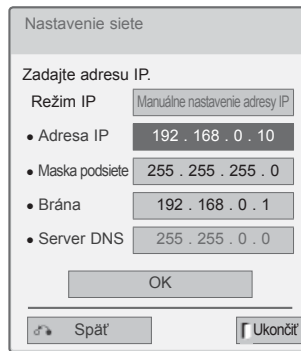 Nastavenie siete
Zadajte adresu IP.
Režim IP Manuálne nastavenie adresy IP
• Adresa IP 192 . 168 . 0 . 10
• Maska podsiete 255 . 255 . 255 . 0
• Brána 192 . 168 . 0 . 1
• Server DNS 255 . 255 . 0 . 0
OK
Späť Ukončiť